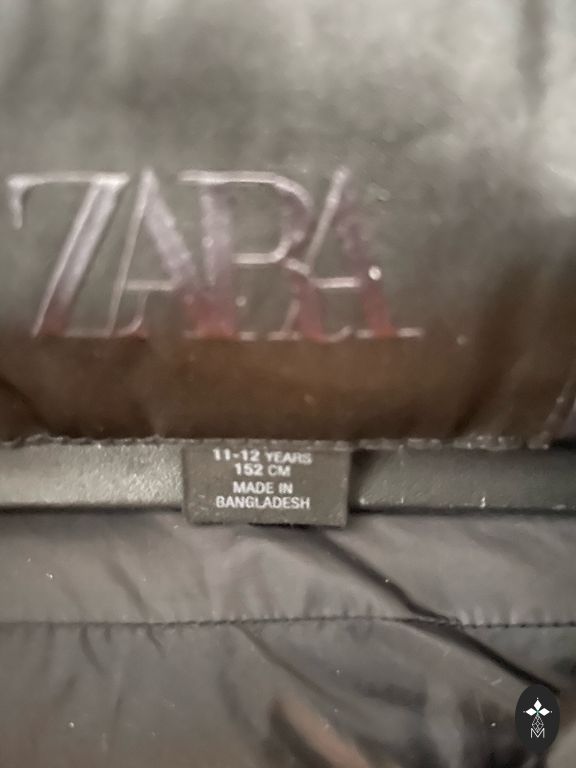 ZARA
11-12 YEARS
152 CM
MADE IN
BANGLADESH
M